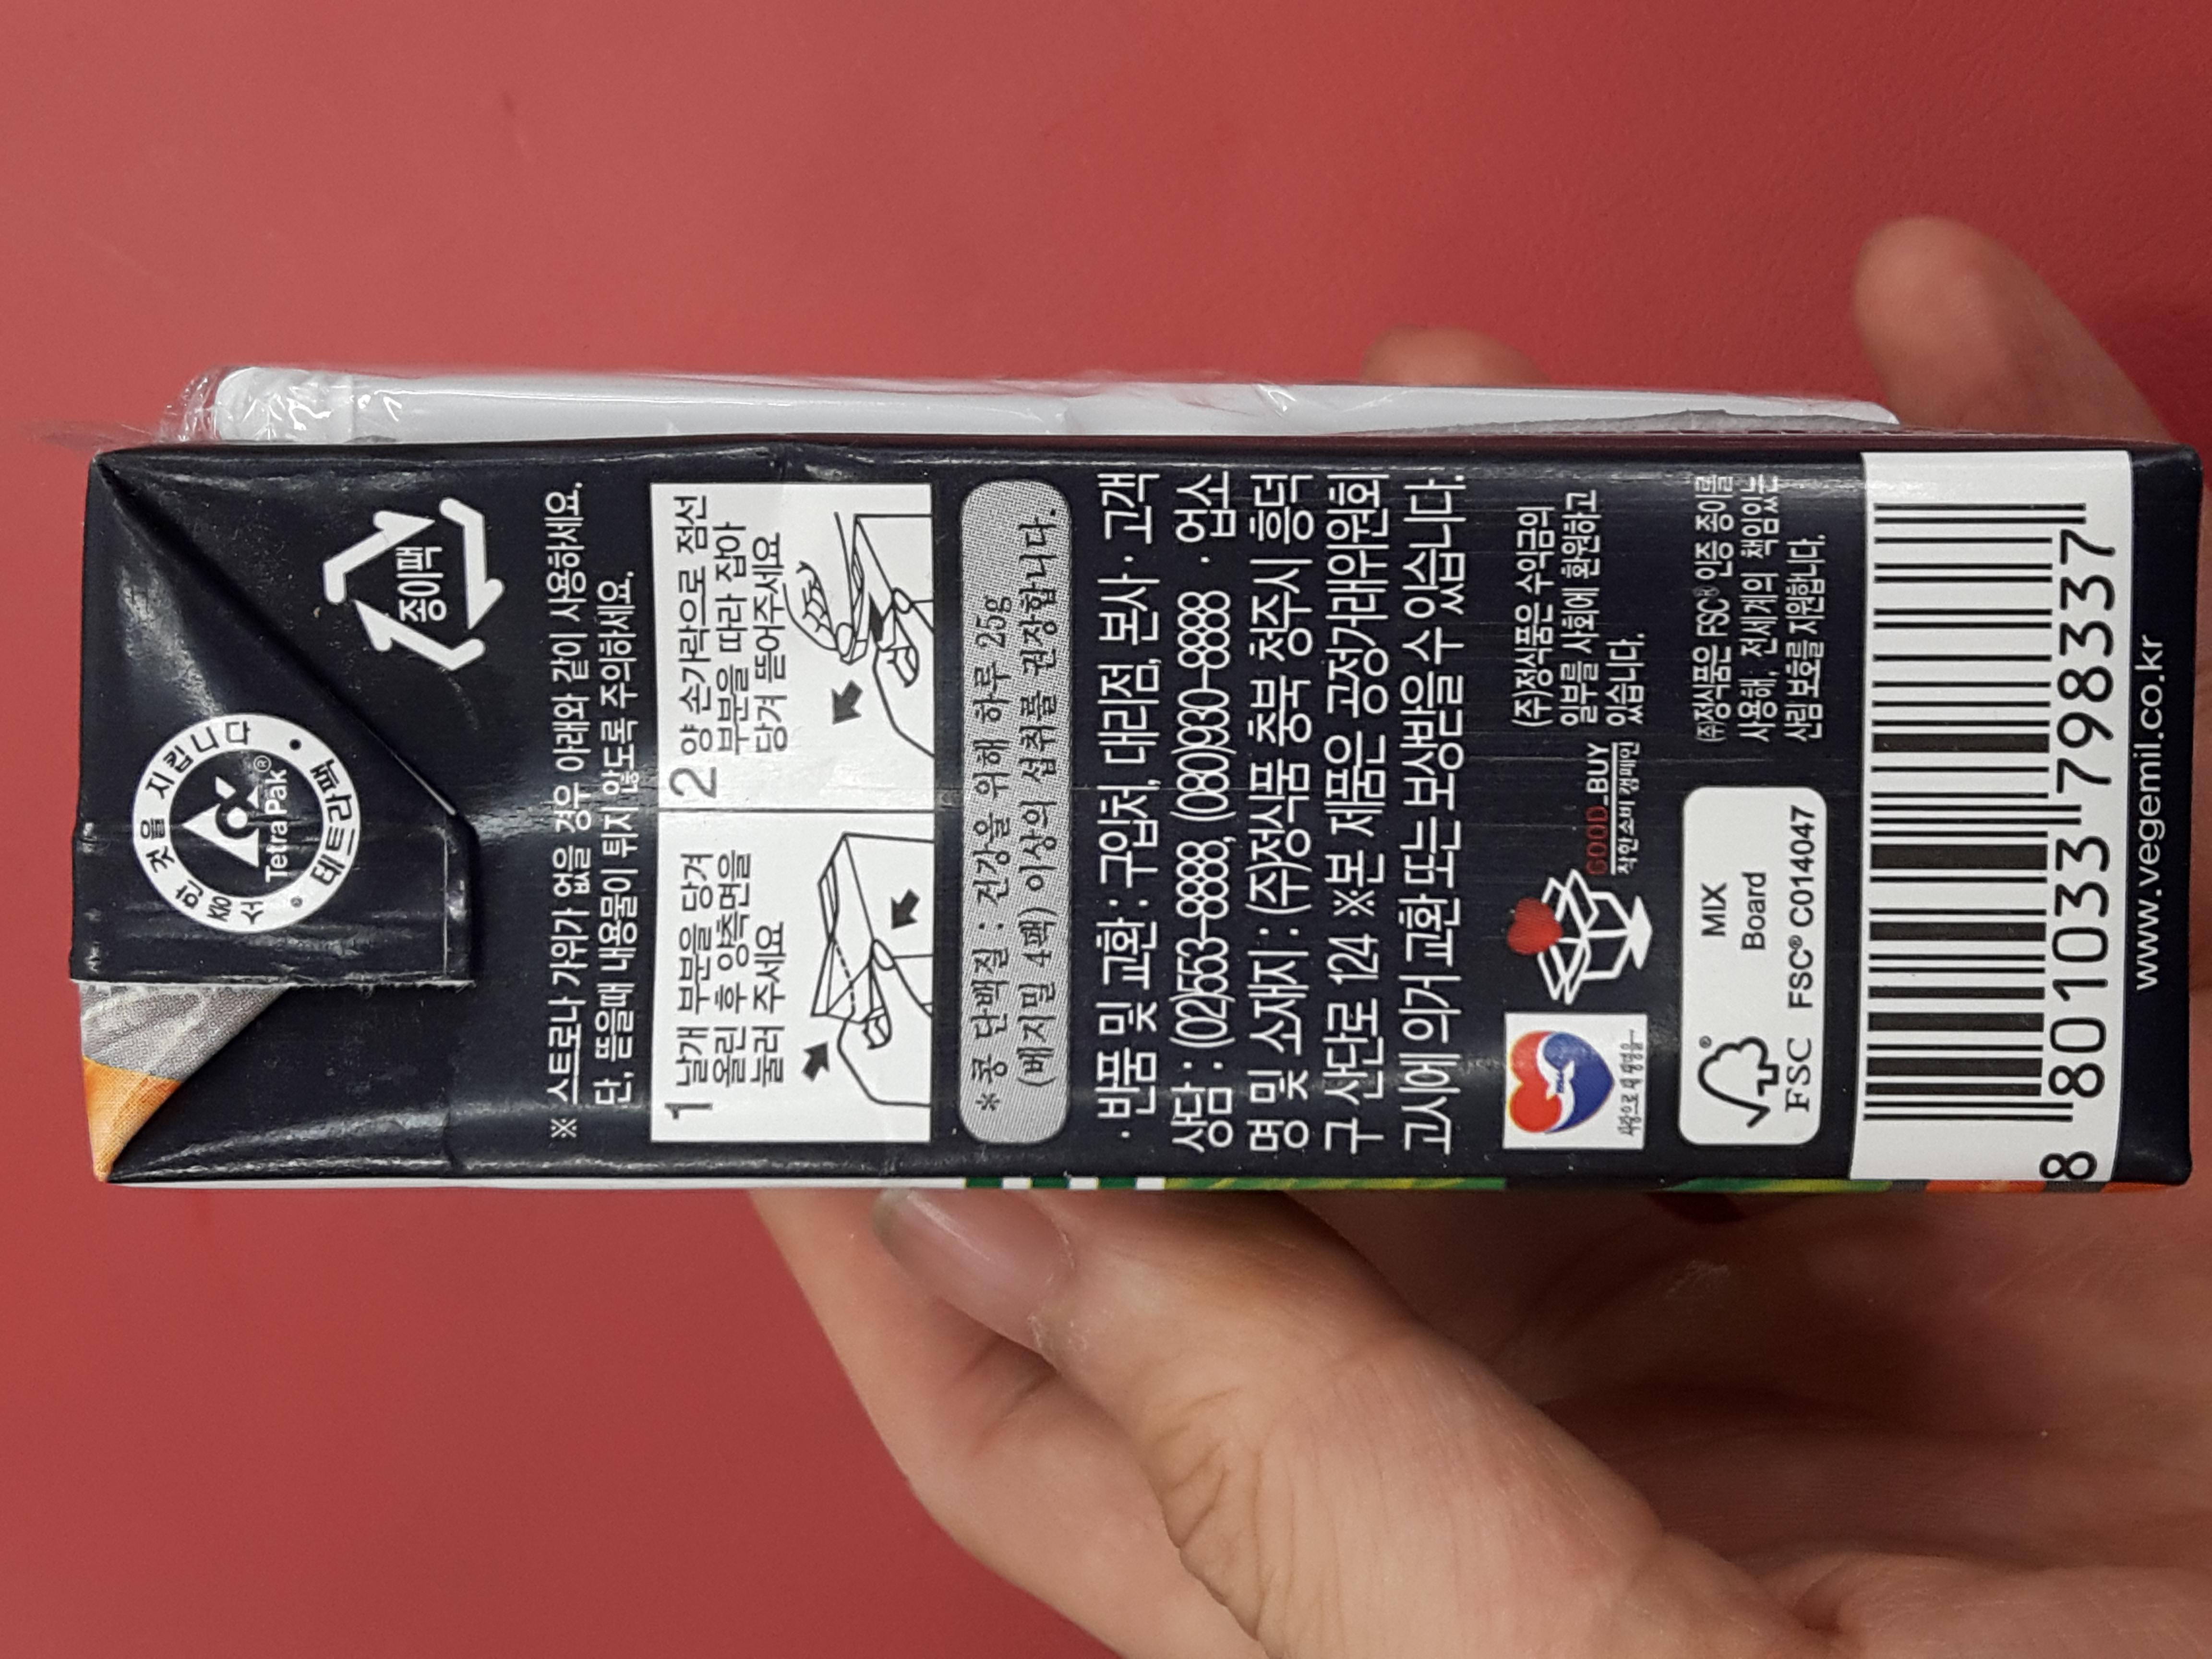 소중한 것을 지킵니다
Tetra Pak®
• 테트라팩 •
종이팩
※ 스트로나 가위가 없을 경우 아래와 같이 사용하세요.
단, 뜯을때 내용물이 튀지 않도록 주의하세요.
1 날개 부분을 당겨
올린 후 양측면을
눌러 주세요
2 양 손가락으로 점선
부분을 따라 잡아
당겨 뜯어주세요
※콩 단백질 : 건강을 위해 하루 25g
(베지밀 4팩) 이상의 섭취를 권장합니다.
· 반품 및 교환 : 구입처, 대리점, 본사 · 고객
상담 : (02)553-8888, (080)930-8888 · 업소
명 및 소재지 : (주)정식품 충북 청주시 흥덕
구 산단로 124 ※본 제품은 공정거래위원회
고시에 의거 교환 또는 보상받을 수 있습니다.
GOOD_BUY
착한소비 캠페인
(주)정식품은 수익금의
일부를 사회에 환원하고
있습니다.
FSC®
MIX
Board
FSC® C014047
(주)정식품은 FSC® 인증 종이를
사용해, 전세계의 책임있는
산림 보호를 지원합니다.
8 801033 798337
www.vegemil.co.kr